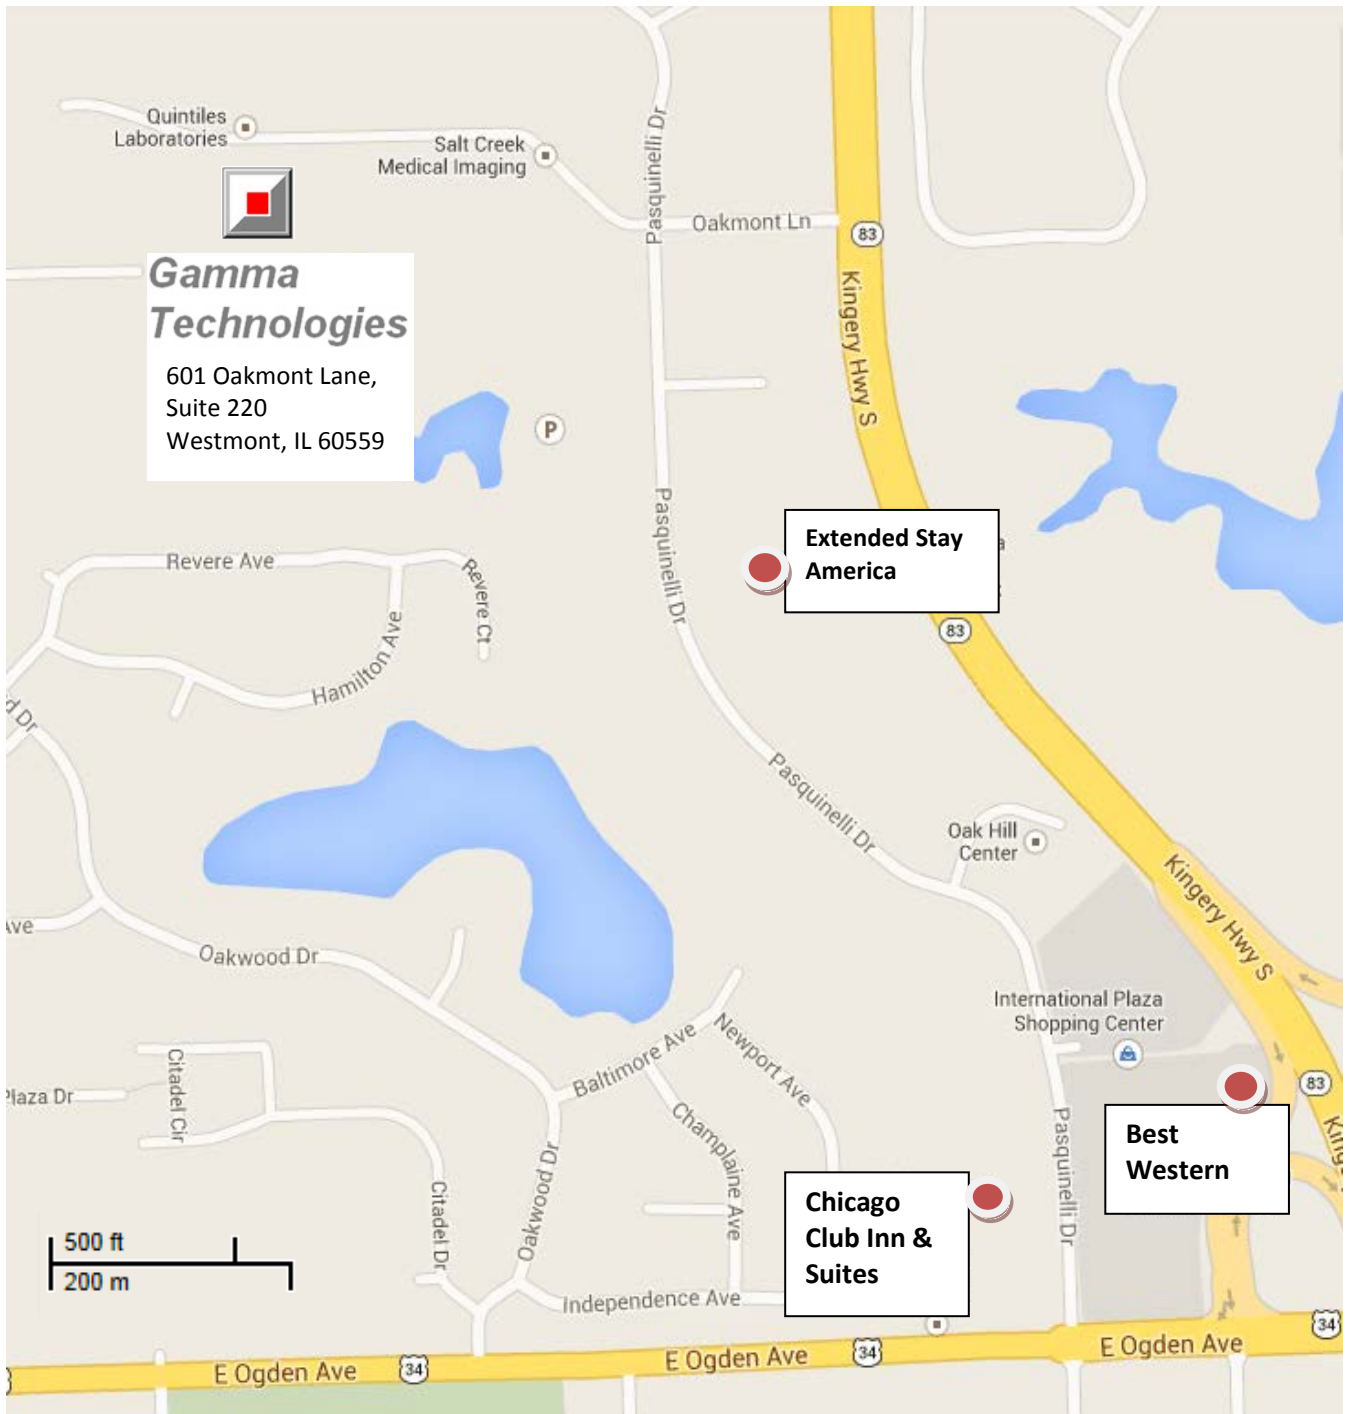 Quintiles
Laboratories
Salt Creek
Medical Imaging
Pasquinelli Dr
Oakmont Ln
83
Kingery Hwy S
Gamma
Technologies
601 Oakmont Lane,
Suite 220
Westmont, IL 60559
P
Pasquinelli Dr
Extended Stay
America
a
83
Revere Ave
Revere Ct
Hamilton Ave
d Dr
Pasquinelli Dr
Oak Hill
Center
Kingery Hwy S
Ave
Oakwood Dr
International Plaza
Shopping Center
Newport Ave
Baltimore Ave
Citadel Cir
Plaza Dr
Champlaine Ave
Pasquinelli Dr
83
King
Best
Western
Oakwood Dr
Citadel Dr
Chicago
Club Inn &
Suites
500 ft
200 m
Independence Ave
E Ogden Ave
34
E Ogden Ave
34
E Ogden Ave
34